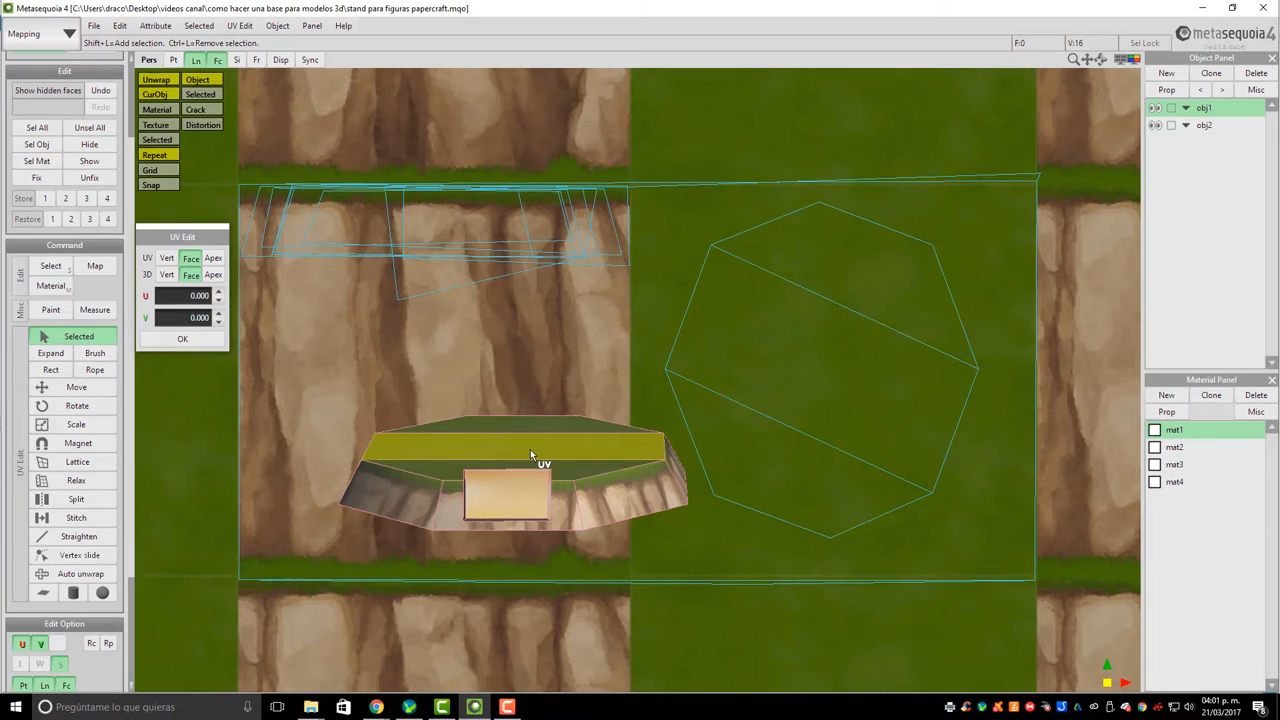 Metasequoia 4 [C:\Users\draco\Desktop\videos canal\como hacer una base para modelos 3d\stand para figuras papercraft.mqo]
Mapping
File Edit Attribute Selected UV Edit Object Panel Help
metasequoia 4
Shift+L=Add selection. Ctrl+L=Remove selection.
F:0 V:16 Sel Lock
Pers Pt Ln Fc Si Fr Disp Sync
Edit
Show hidden faces Undo
Redo
Sel All Unsel All
Sel Obj Hide
Sel Mat Show
Fix Unfix
Store 1 2 3 4
Restore 1 2 3 4
Command
Edit
Select S Map
Material M
Misc
Paint Measure
UV Edit
Selected
Expand Brush
Rect Rope
Move
Rotate
Scale
Magnet
Lattice
Relax
Split
Stitch
Straighten
Vertex slide
Auto unwrap
Edit Option
U V Rc Rp
L W S
Pt Ln Fc
Unwrap Object
CurObj Selected
Material Crack
Texture Distortion
Selected
Repeat
Grid
Snap
UV Edit
UV Vert Face Apex
3D Vert Face Apex
U 0.000
V 0.000
OK
UV
Object Panel
New Clone Delete
Prop < > Misc
obj1
obj2
Material Panel
New Clone Delete
Prop Misc
mat1
mat2
mat3
mat4
Pregúntame lo que quieras
04:01 p. m.
21/03/2017